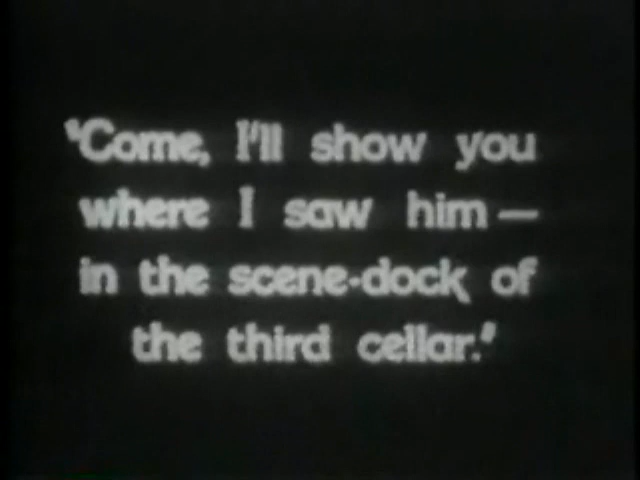 "Come, I'll show you
where I saw him —
in the scene-dock of
the third cellar."